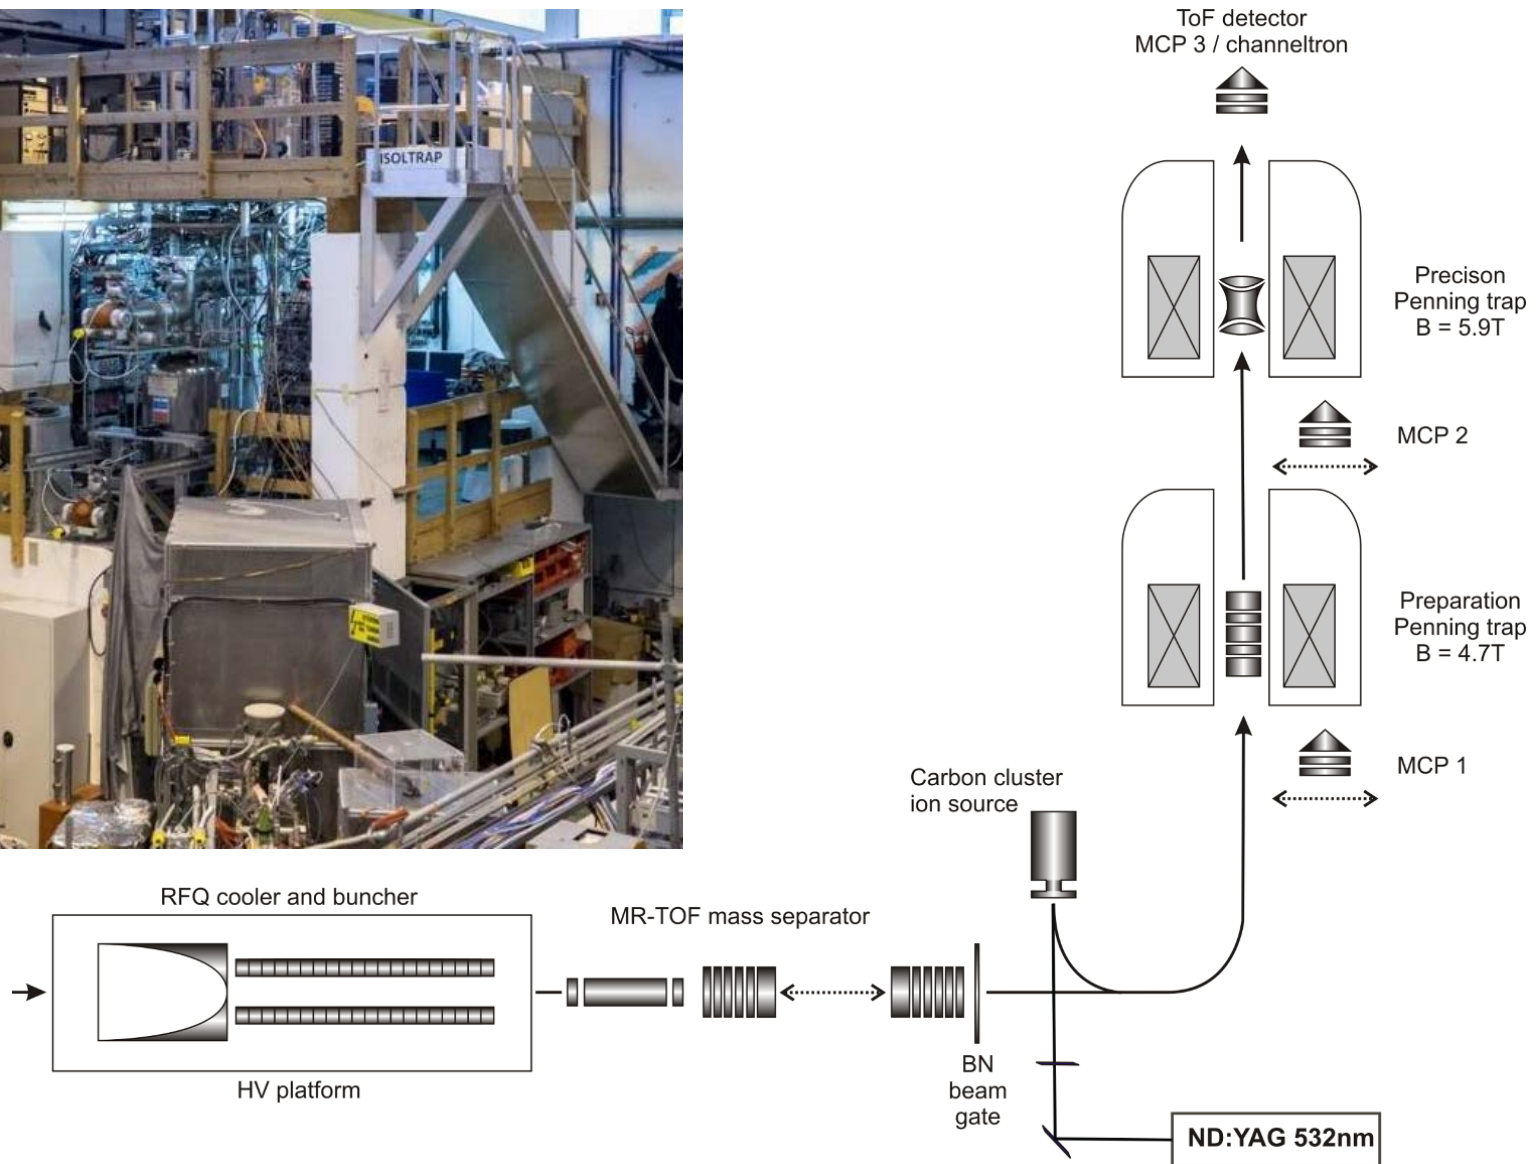 ToF detector
MCP 3 / channeltron
ISOLTRAP
Precison
Penning trap
B = 5.9T
MCP 2
Preparation
Penning trap
B = 4.7T
MCP 1
Carbon cluster
ion source
RFQ cooler and buncher
MR-TOF mass separator
HV platform
BN
beam
gate
ND:YAG 532nm